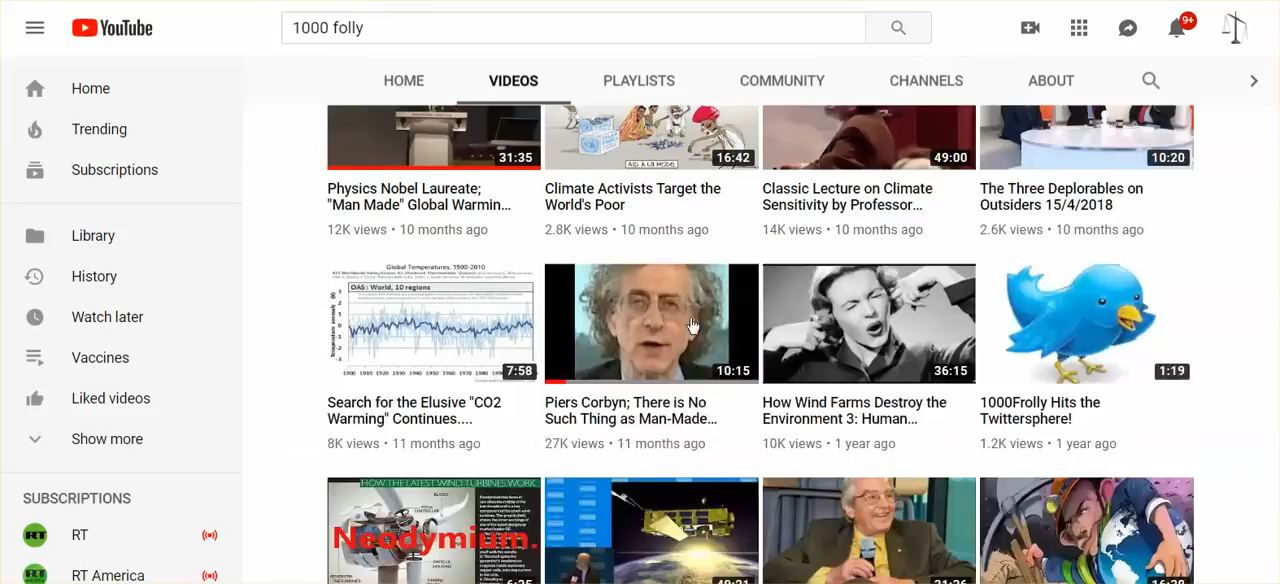 YouTube
1000 folly
9+
HOME
VIDEOS
PLAYLISTS
COMMUNITY
CHANNELS
ABOUT
Home
Trending
Subscriptions
Library
History
Watch later
Vaccines
Liked videos
Show more
SUBSCRIPTIONS
RT
RT America
31:35
16:42
49:00
10:20
Physics Nobel Laureate;
"Man Made" Global Warmin...
12K views • 10 months ago
Climate Activists Target the
World's Poor
2.8K views • 10 months ago
Classic Lecture on Climate
Sensitivity by Professor...
14K views • 10 months ago
The Three Deplorables on
Outsiders 15/4/2018
2.6K views • 10 months ago
Global Temperatures, 1900-2010
OAS: World, 10 regions
7:58
10:15
36:15
1:19
Search for the Elusive "CO2
Warming" Continues....
8K views • 11 months ago
Piers Corbyn; There is No
Such Thing as Man-Made...
27K views • 11 months ago
How Wind Farms Destroy the
Environment 3: Human...
10K views • 1 year ago
1000Frolly Hits the
Twittersphere!
1.2K views • 1 year ago
HOW THE LATEST WIND TURBINES WORK
Neodymium.